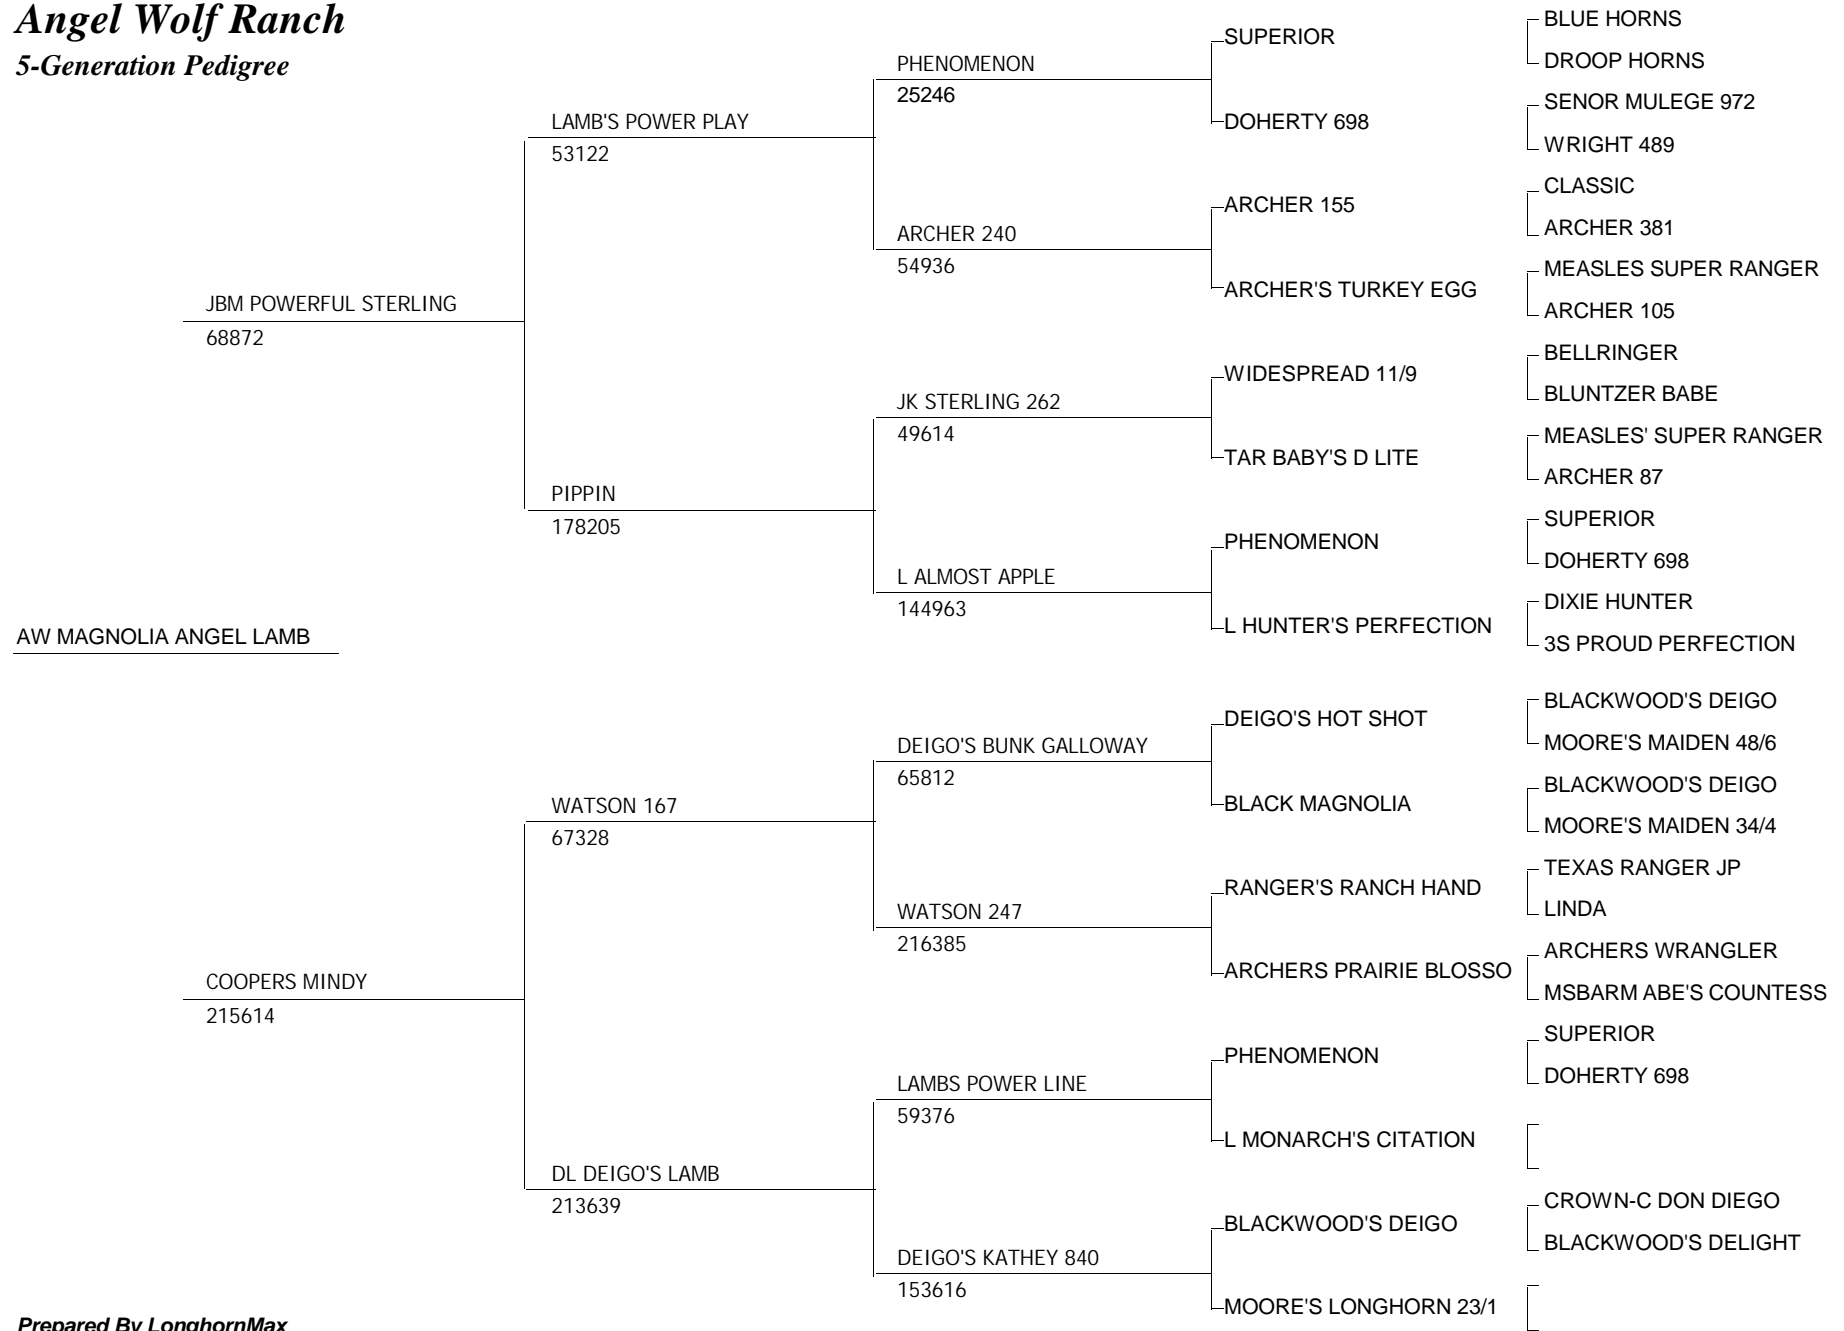 Angel Wolf Ranch
5-Generation Pedigree
AW MAGNOLIA ANGEL LAMB
JBM POWERFUL STERLING
68872
COOPERS MINDY
215614
LAMB'S POWER PLAY
53122
PIPPIN
178205
WATSON 167
67328
DL DEIGO'S LAMB
213639
PHENOMENON
25246
ARCHER 240
54936
JK STERLING 262
49614
L ALMOST APPLE
144963
DEIGO'S BUNK GALLOWAY
65812
WATSON 247
216385
LAMBS POWER LINE
59376
DEIGO'S KATHEY 840
153616
SUPERIOR
DOHERTY 698
ARCHER 155
ARCHER'S TURKEY EGG
WIDESPREAD 11/9
TAR BABY'S D LITE
PHENOMENON
L HUNTER'S PERFECTION
DEIGO'S HOT SHOT
BLACK MAGNOLIA
RANGER'S RANCH HAND
ARCHERS PRAIRIE BLOSSO
PHENOMENON
L MONARCH'S CITATION
BLACKWOOD'S DEIGO
MOORE'S LONGHORN 23/1
BLUE HORNS
DROOP HORNS
SENOR MULEGE 972
WRIGHT 489
CLASSIC
ARCHER 381
MEASLES SUPER RANGER
ARCHER 105
BELLRINGER
BLUNTZER BABE
MEASLES' SUPER RANGER
ARCHER 87
SUPERIOR
DOHERTY 698
DIXIE HUNTER
3S PROUD PERFECTION
BLACKWOOD'S DEIGO
MOORE'S MAIDEN 48/6
BLACKWOOD'S DEIGO
MOORE'S MAIDEN 34/4
TEXAS RANGER JP
LINDA
ARCHERS WRANGLER
MSBARM ABE'S COUNTESS
SUPERIOR
DOHERTY 698
CROWN-C DON DIEGO
BLACKWOOD'S DELIGHT
Prepared By LonghornMax